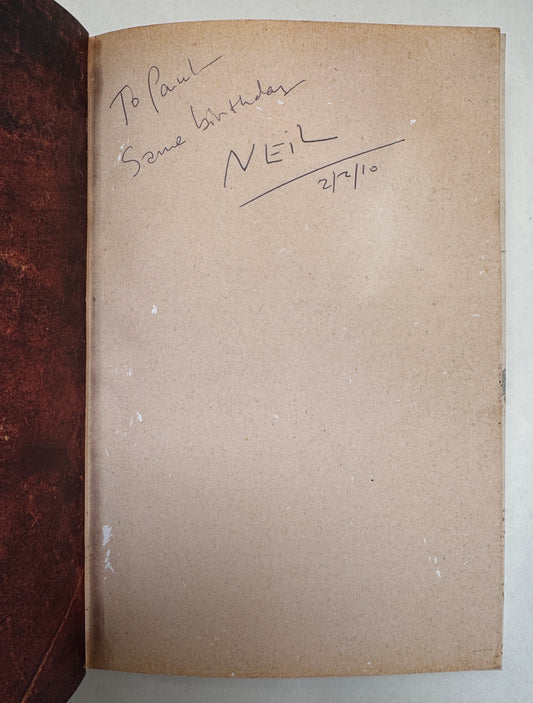 To Paul
Same birthday
NEiL
2/2/10